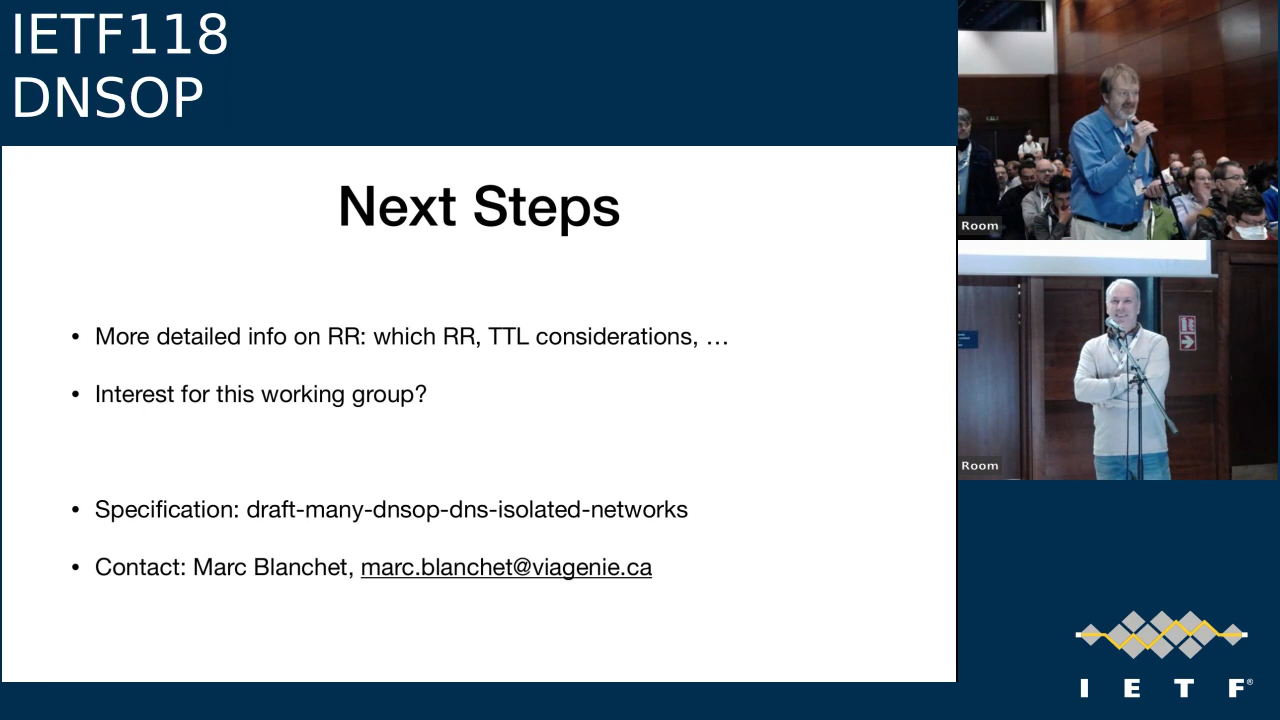 IETF118
DNSOP
Next Steps
• More detailed info on RR: which RR, TTL considerations, …
• Interest for this working group?
• Specification: draft-many-dnsop-dns-isolated-networks
• Contact: Marc Blanchet, marc.blanchet@viagenie.ca
Room
Room
I E T F®